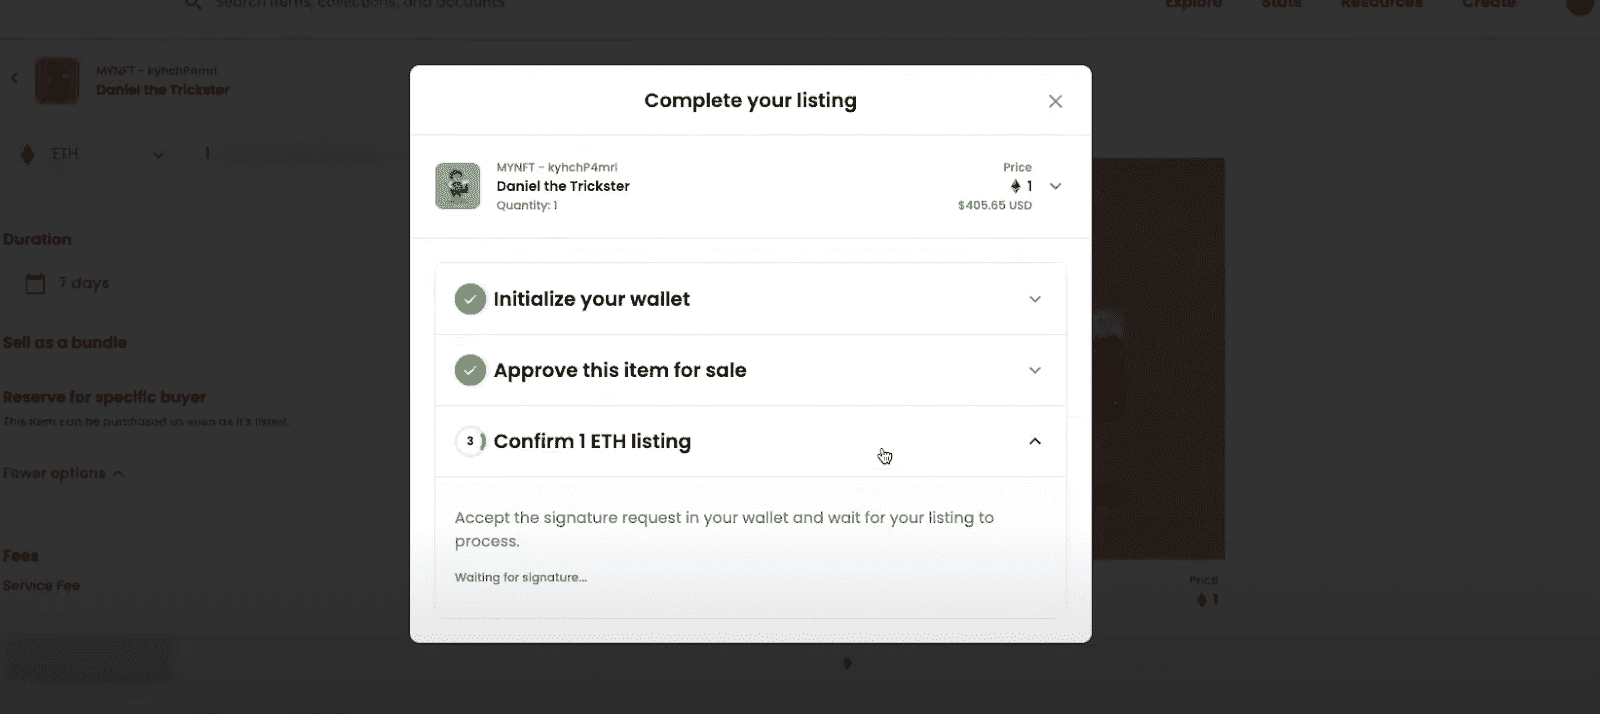 Search items, collections, and accounts
Explore Stats Resources Create
MYNFT - kyhchP4mri
Daniel the Trickster
ETH 1
Duration
7 days
Sell as a bundle
Reserve for specific buyer
This item can be purchased as soon as it's listed.
Fewer options
Fees
Service Fee
Price
1
Complete your listing
MYNFT - kyhchP4mri
Daniel the Trickster
Quantity: 1
Price
1
$405.65 USD
Initialize your wallet
Approve this item for sale
3 Confirm 1 ETH listing
Accept the signature request in your wallet and wait for your listing to
process.
Waiting for signature...